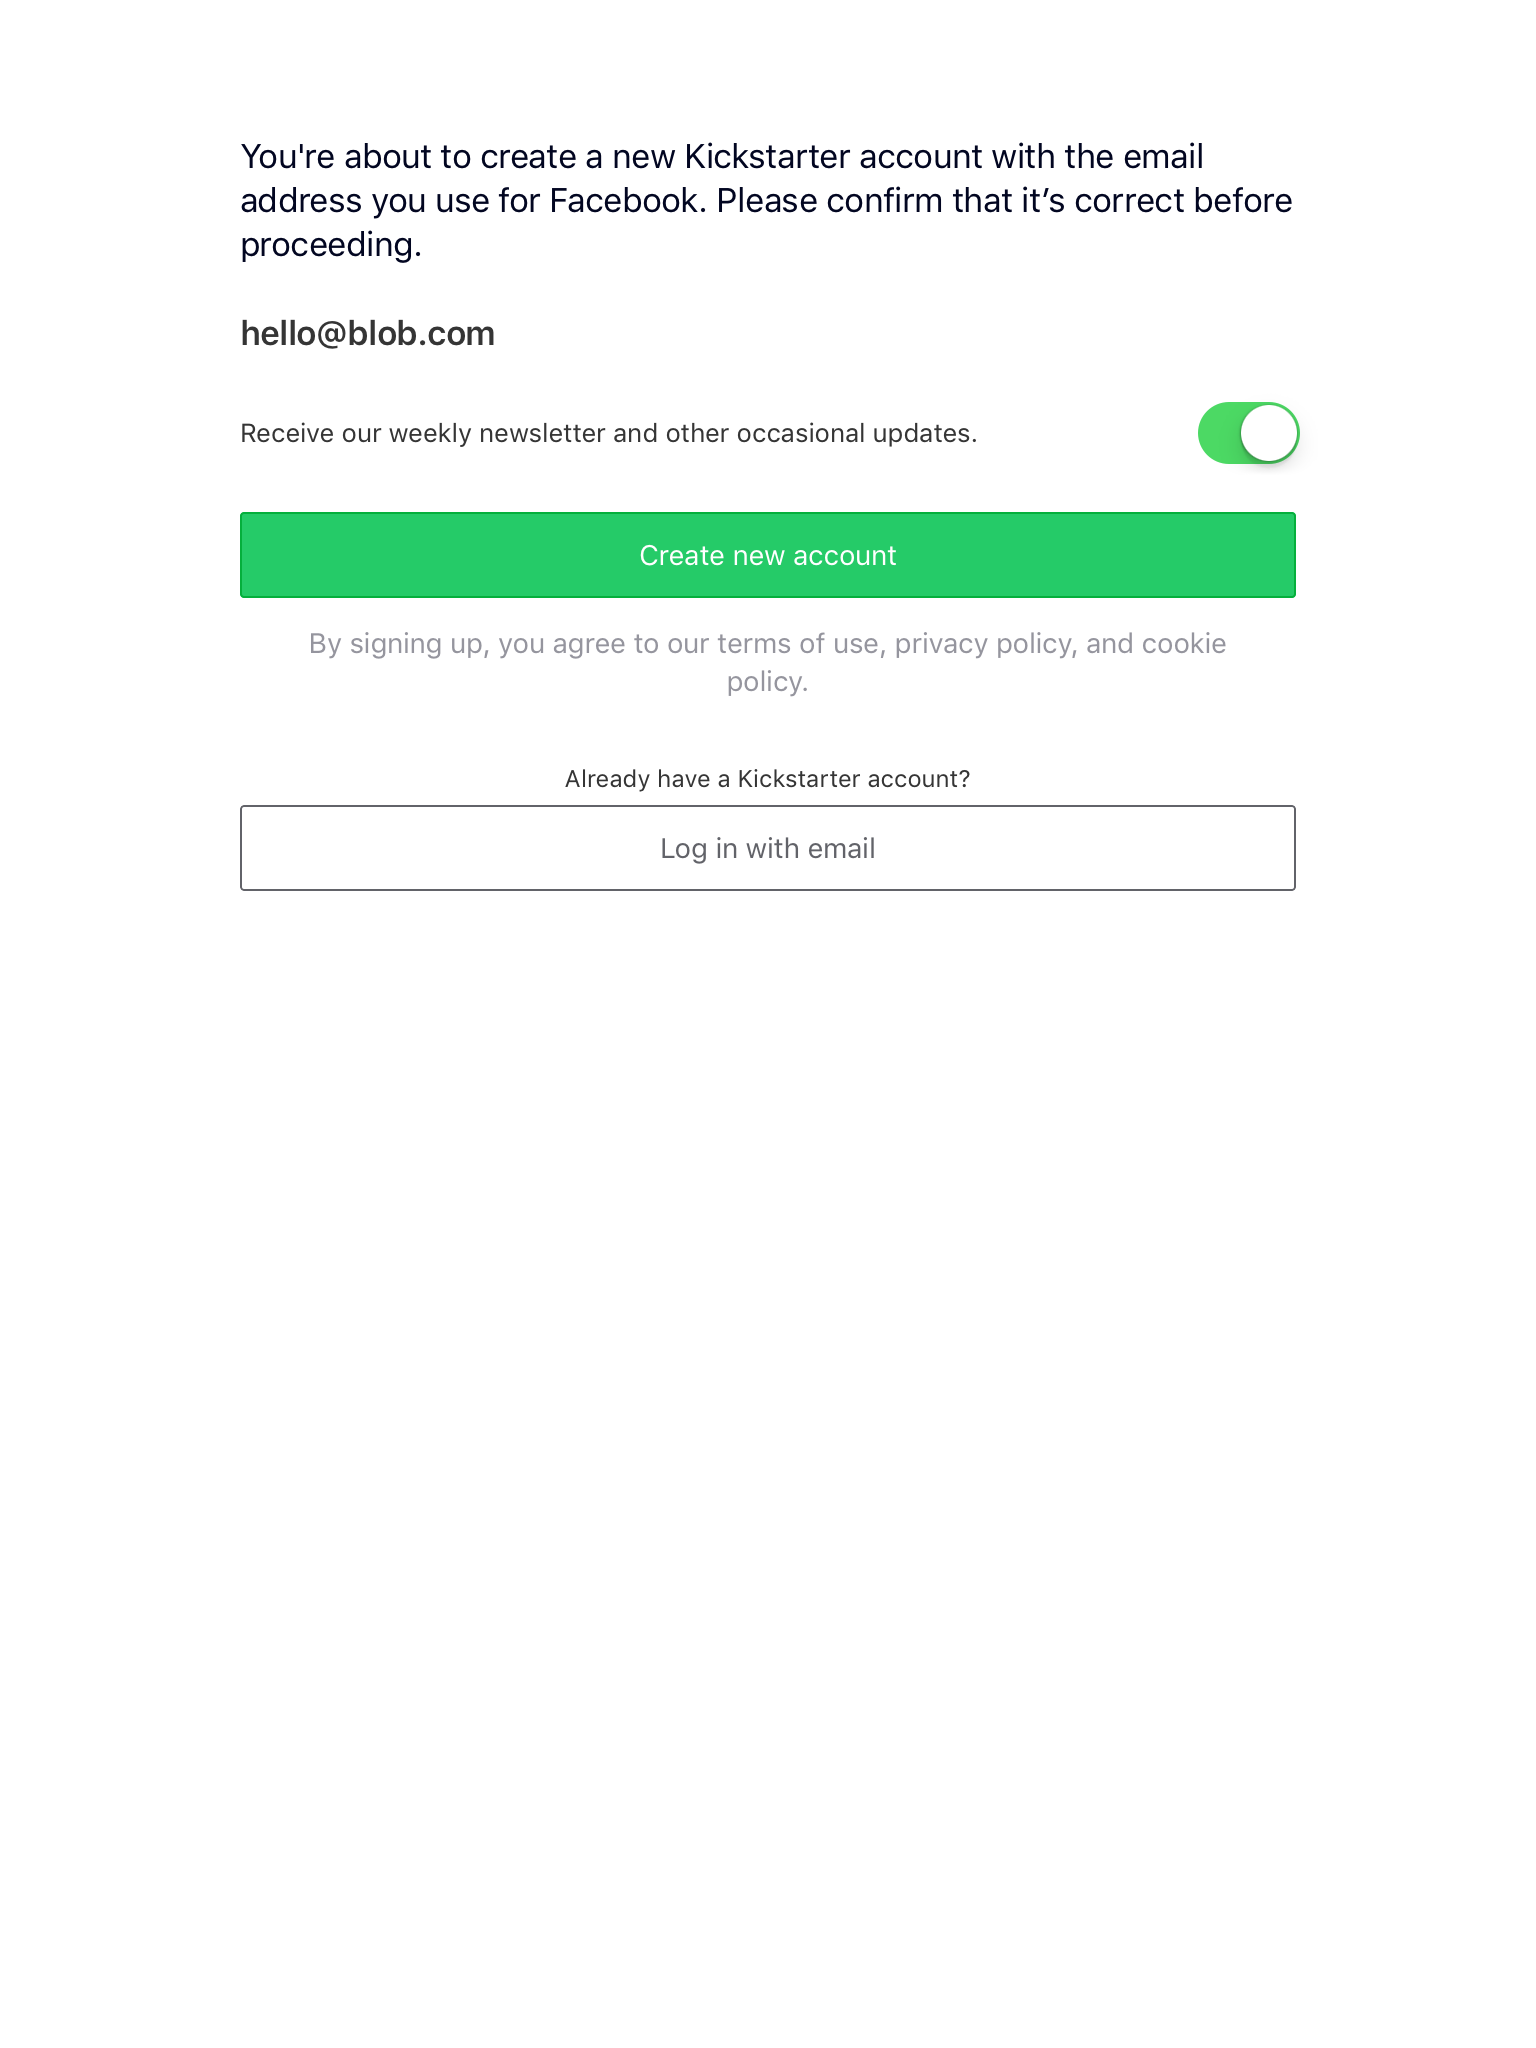 You're about to create a new Kickstarter account with the email
address you use for Facebook. Please confirm that it’s correct before
proceeding.
hello@blob.com
Receive our weekly newsletter and other occasional updates.
Create new account
By signing up, you agree to our terms of use, privacy policy, and cookie
policy.
Already have a Kickstarter account?
Log in with email